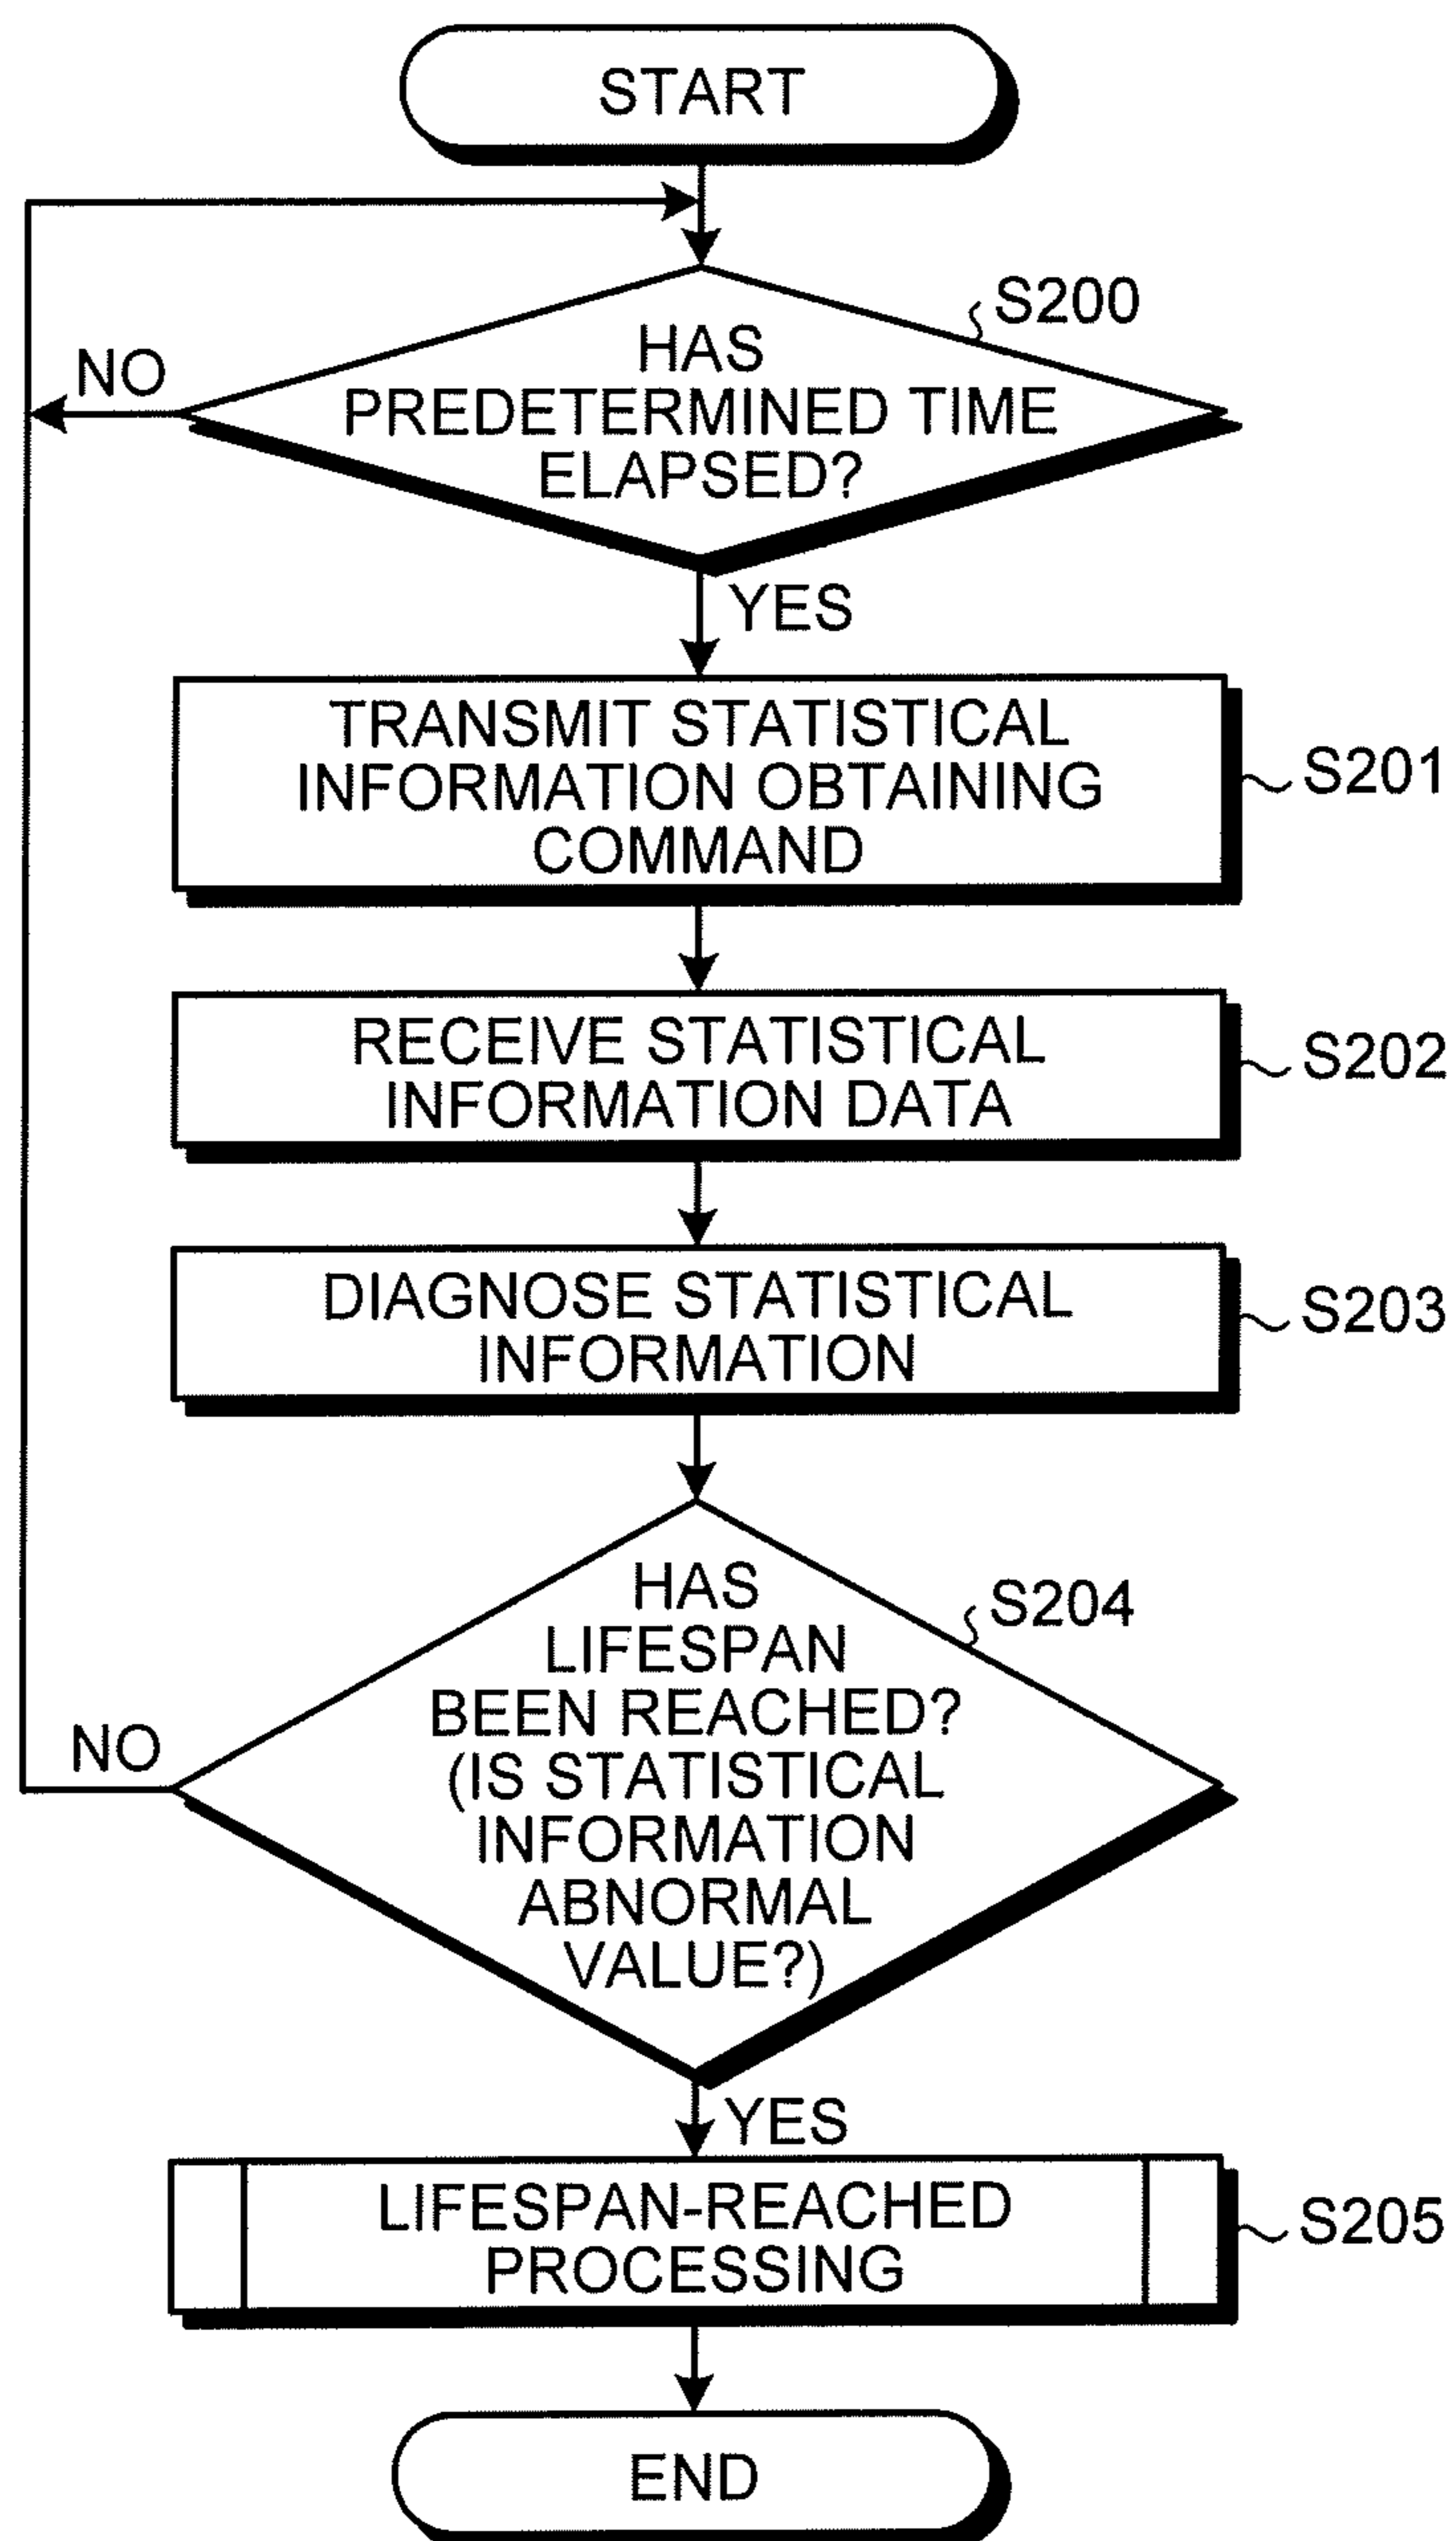 START
S200
HAS
PREDETERMINED TIME
ELAPSED?
NO
YES
TRANSMIT STATISTICAL
INFORMATION OBTAINING
COMMAND
S201
RECEIVE STATISTICAL
INFORMATION DATA
S202
DIAGNOSE STATISTICAL
INFORMATION
S203
HAS
LIFESPAN
BEEN REACHED?
(IS STATISTICAL
INFORMATION
ABNORMAL
VALUE?)
S204
NO
YES
LIFESPAN-REACHED
PROCESSING
S205
END